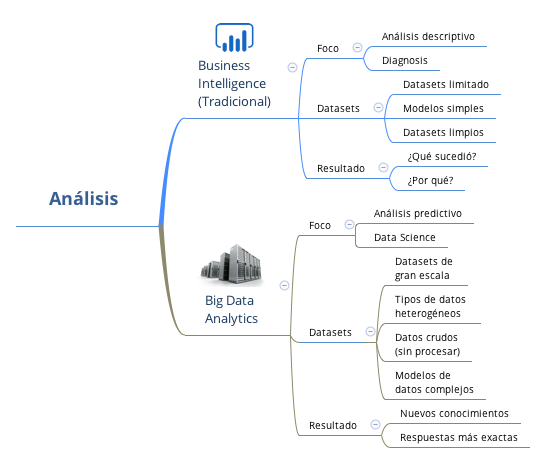 Análisis
Business
Intelligence
(Tradicional)
Foco
Análisis descriptivo
Diagnosis
Datasets
Datasets limitado
Modelos simples
Datasets limpios
Resultado
¿Qué sucedió?
¿Por qué?
Big Data
Analytics
Foco
Análisis predictivo
Data Science
Datasets
Datasets de
gran escala
Tipos de datos
heterogéneos
Datos crudos
(sin procesar)
Modelos de
datos complejos
Resultado
Nuevos conocimientos
Respuestas más exactas